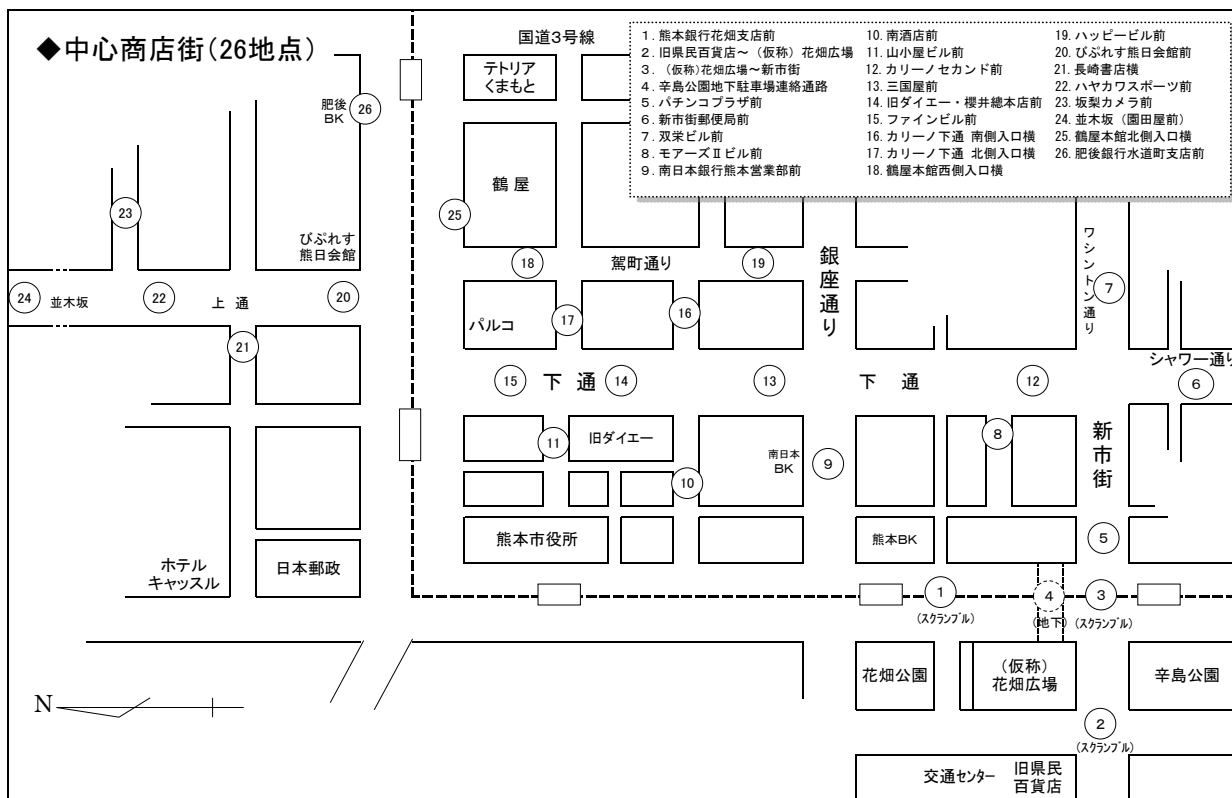 ◆中心商店街(26地点)
国道3号線
1. 熊本銀行花畑支店前
2. 旧県民百貨店～(仮称)花畑広場
3. (仮称)花畑広場～新市街
4. 辛島公園地下駐車場連絡通路
5. パチンコプラザ前
6. 新市街郵便局前
7. 双栄ビル前
8. モアーズⅡビル前
9. 南日本銀行熊本営業部前
10. 南酒店前
11. 山小屋ビル前
12. カリーノセカンド前
13. 三国屋前
14. 旧ダイエー・櫻井總本店前
15. ファインビル前
16. カリーノ下通 南側入口横
17. カリーノ下通 北側入口横
18. 鶴屋本館西側入口横
19. ハッピービル前
20. びぷれす熊日会館前
21. 長崎書店横
22. ハヤカワスポーツ前
23. 坂梨カメラ前
24. 並木坂(園田屋前)
25. 鶴屋本館北側入口横
26. 肥後銀行水道町支店前
テトリア
くまもと
肥後
BK
26
鶴屋
23
25
びぷれす
熊日会館
18
駕町通り
19
銀座通り
ワシントン通り
7
24
並木坂
22
上通
20
パルコ
17
16
21
シャワー通り
15
下通
14
13
下通
12
6
11
旧ダイエー
南日本
BK
9
8
新市街
10
熊本市役所
熊本BK
5
ホテル
キャッスル
日本郵政
1
(スクランブル)
4
(地下)
3
(スクランブル)
花畑公園
(仮称)
花畑広場
辛島公園
N
2
(スクランブル)
交通センター
旧県民
百貨店